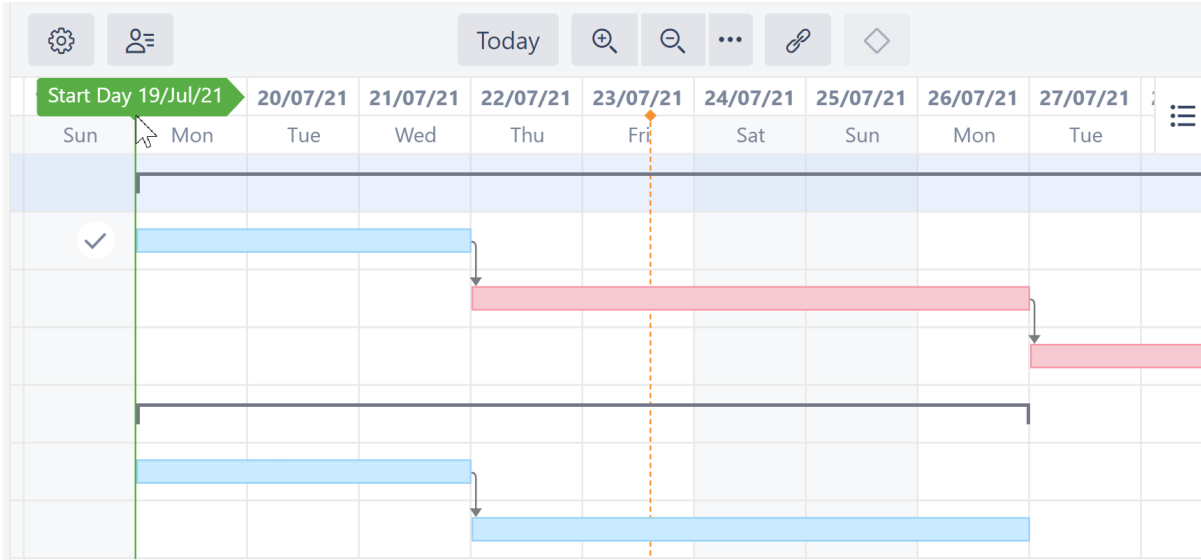 Today
Start Day 19/Jul/21 20/07/21 21/07/21 22/07/21 23/07/21 24/07/21 25/07/21 26/07/21 27/07/21
Sun Mon Tue Wed Thu Fri Sat Sun Mon Tue